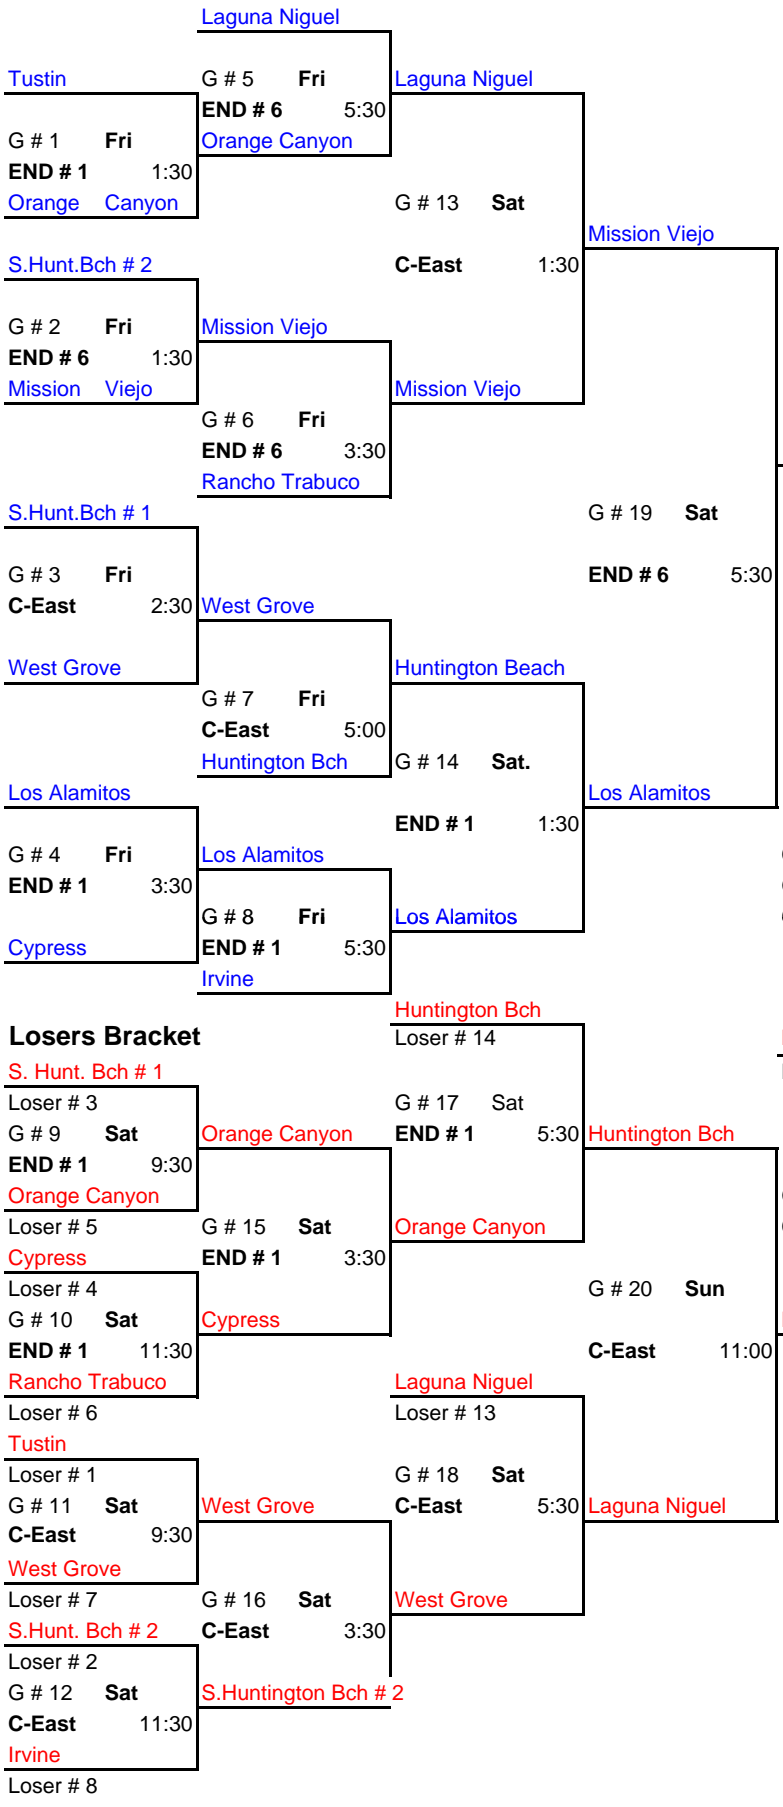 Laguna Niguel
Tustin G # 5 Fri Laguna Niguel
END # 6 5:30
G # 1 Fri Orange Canyon
END # 1 1:30
Orange Canyon G # 13 Sat
Mission Viejo
S.Hunt.Bch # 2 C-East 1:30
G # 2 Fri Mission Viejo
END # 6 1:30
Mission Viejo Mission Viejo
G # 6 Fri
END # 6 3:30
Rancho Trabuco
S.Hunt.Bch # 1 G # 19 Sat
G # 3 Fri END # 6 5:30
C-East 2:30 West Grove
West Grove Huntington Beach
G # 7 Fri
C-East 5:00
Huntington Bch G # 14 Sat.
Los Alamitos Los Alamitos
END # 1 1:30
G # 4 Fri Los Alamitos
END # 1 3:30
G # 8 Fri Los Alamitos
Cypress END # 1 5:30
Irvine
Huntington Bch
Losers Bracket Loser # 14
S. Hunt. Bch # 1
Loser # 3 G # 17 Sat
G # 9 Sat Orange Canyon END # 1 5:30 Huntington Bch
END # 1 9:30
Orange Canyon
Loser # 5 G # 15 Sat Orange Canyon
Cypress END # 1 3:30
Loser # 4 G # 20 Sun
G # 10 Sat Cypress
END # 1 11:30 C-East 11:00
Rancho Trabuco Laguna Niguel
Loser # 6 Loser # 13
Tustin
Loser # 1 G # 18 Sat
G # 11 Sat West Grove C-East 5:30 Laguna Niguel
C-East 9:30
West Grove
Loser # 7 G # 16 Sat West Grove
S.Hunt. Bch # 2 C-East 3:30
Loser # 2
G # 12 Sat S.Huntington Bch # 2
C-East 11:30
Irvine
Loser # 8